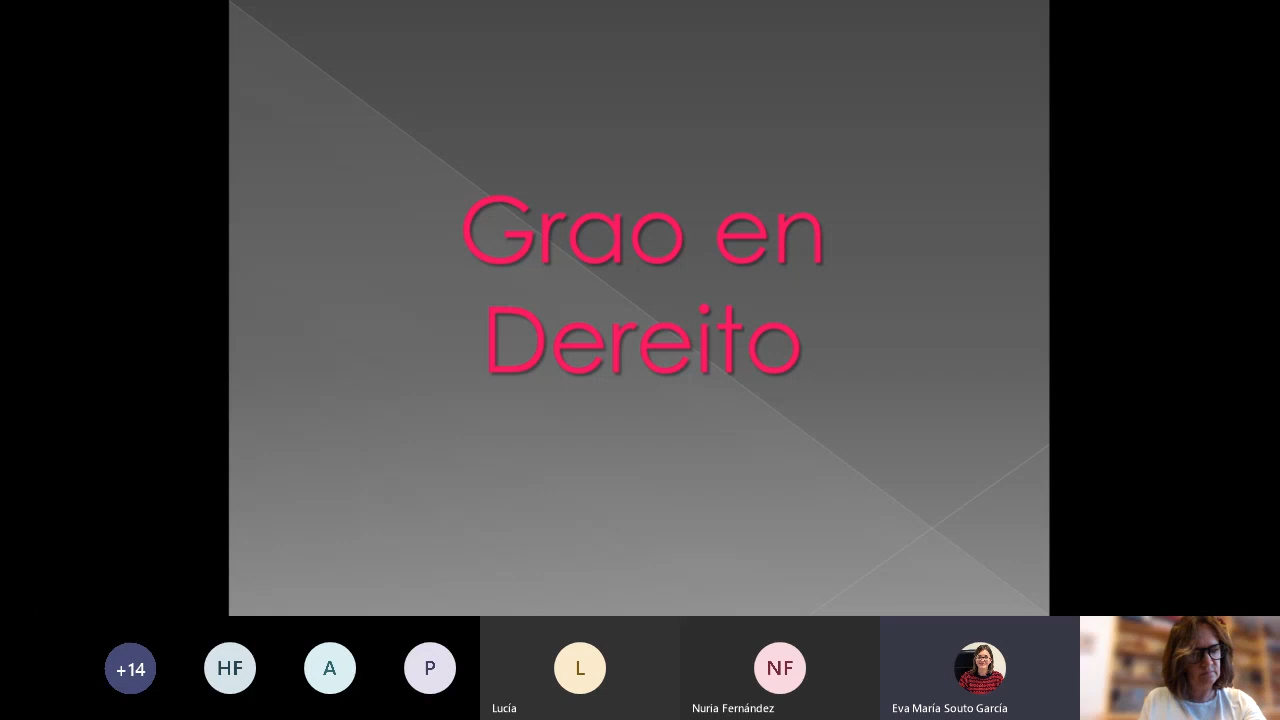 Grao en
Dereito
+14
HF
A
P
L
NF
Lucía
Nuria Fernández
Eva María Souto García